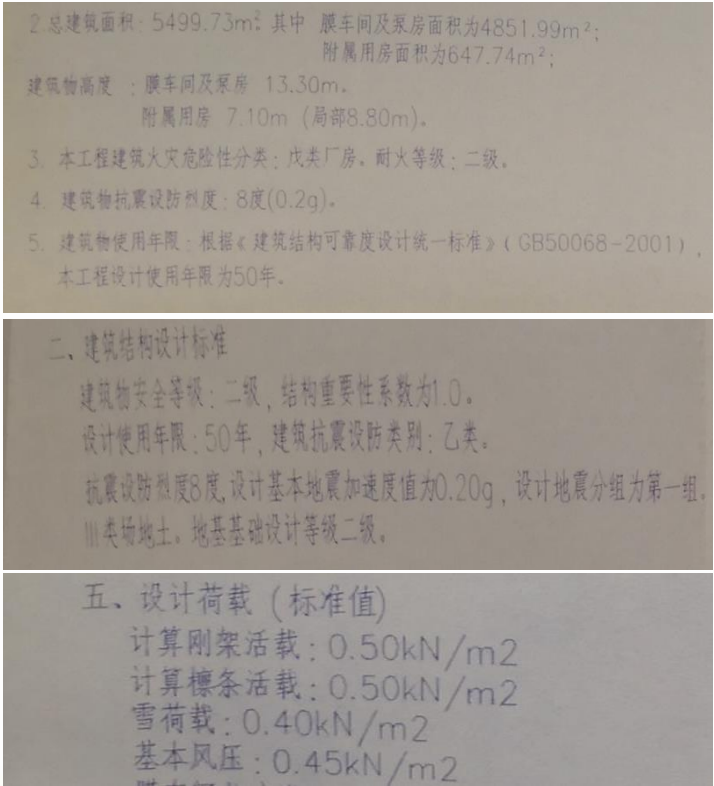 2.总建筑面积：5499.73m²。其中 膜车间及泵房面积为4851.99m²；
附属用房面积为647.74m²；
建筑物高度 ：膜车间及泵房 13.30m。
附属用房 7.10m (局部8.80m)。
3. 本工程建筑火灾危险性分类：戊类厂房。耐火等级：二级。
4. 建筑物抗震设防烈度：8度(0.2g)。
5. 建筑物使用年限：根据《 建筑结构可靠度设计统一标准》（GB50068-2001），
本工程设计使用年限为50年。
二、建筑结构设计标准
建筑物安全等级：二级，结构重要性系数为1.0。
设计使用年限：50年，建筑抗震设防类别：乙类。
抗震设防烈度8度,设计基本地震加速度值为0.20g，设计地震分组为第一组。
III类场地土。地基基础设计等级二级。
五、设计荷载 (标准值)
计算刚架活载：0.50kN/m2
计算檩条活载：0.50kN/m2
雪荷载：0.40kN/m2
基本风压：0.45kN/m2